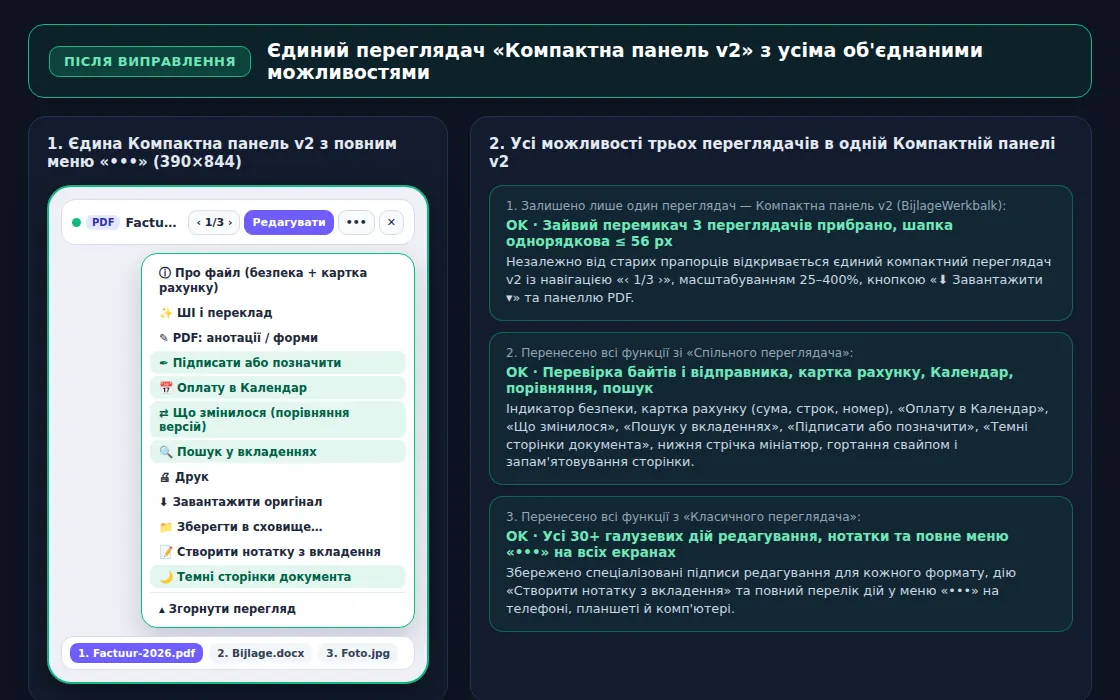 ПІСЛЯ ВИПРАВЛЕННЯ
Єдиний переглядач «Компактна панель v2» з усіма об'єднаними
можливостями
1. Єдина Компактна панель v2 з повним
меню «•••» (390×844)
PDF Factu... ‹ 1/3 › Редагувати ••• ✕
ⓘ Про файл (безпека + картка
рахунку)
✨ ШІ і переклад
✎ PDF: анотації / форми
✒ Підписати або позначити
📅 Оплату в Календар
⇄ Що змінилося (порівняння
версій)
🔍 Пошук у вкладеннях
🖨 Друк
⬇ Завантажити оригінал
📁 Зберегти в сховище…
📝 Створити нотатку з вкладення
🌙 Темні сторінки документа
▴ Згорнути перегляд
1. Factuur-2026.pdf 2. Bijlage.docx 3. Foto.jpg
2. Усі можливості трьох переглядачів в одній Компактній панелі
v2
1. Залишено лише один переглядач — Компактна панель v2 (BijlageWerkbalk):
OK · Зайвий перемикач 3 переглядачів прибрано, шапка
однорядкова ≤ 56 px
Незалежно від старих прапорців відкривається єдиний компактний переглядач
v2 із навігацією «‹ 1/3 ›», масштабуванням 25–400%, кнопкою «⬇ Завантажити
▾» та панеллю PDF.
2. Перенесено всі функції зі «Спільного переглядача»:
OK · Перевірка байтів і відправника, картка рахунку, Календар,
порівняння, пошук
Індикатор безпеки, картка рахунку (сума, строк, номер), «Оплату в Календар»,
«Що змінилося», «Пошук у вкладеннях», «Підписати або позначити», «Темні
сторінки документа», нижня стрічка мініатюр, гортання свайпом і
запам'ятовування сторінки.
3. Перенесено всі функції з «Класичного переглядача»:
OK · Усі 30+ галузевих дій редагування, нотатки та повне меню
«•••» на всіх екранах
Збережено спеціалізовані підписи редагування для кожного формату, дію
«Створити нотатку з вкладення» та повний перелік дій у меню «•••» на
телефоні, планшеті й комп'ютері.